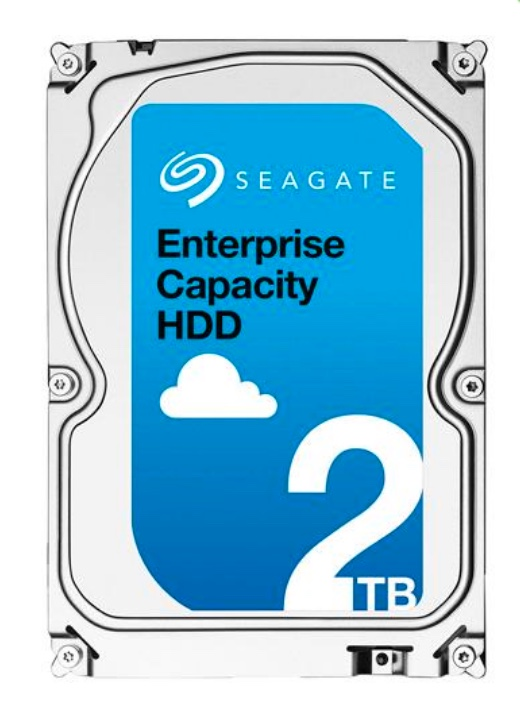 SEAGATE
Enterprise
Capacity
HDD
2
TB